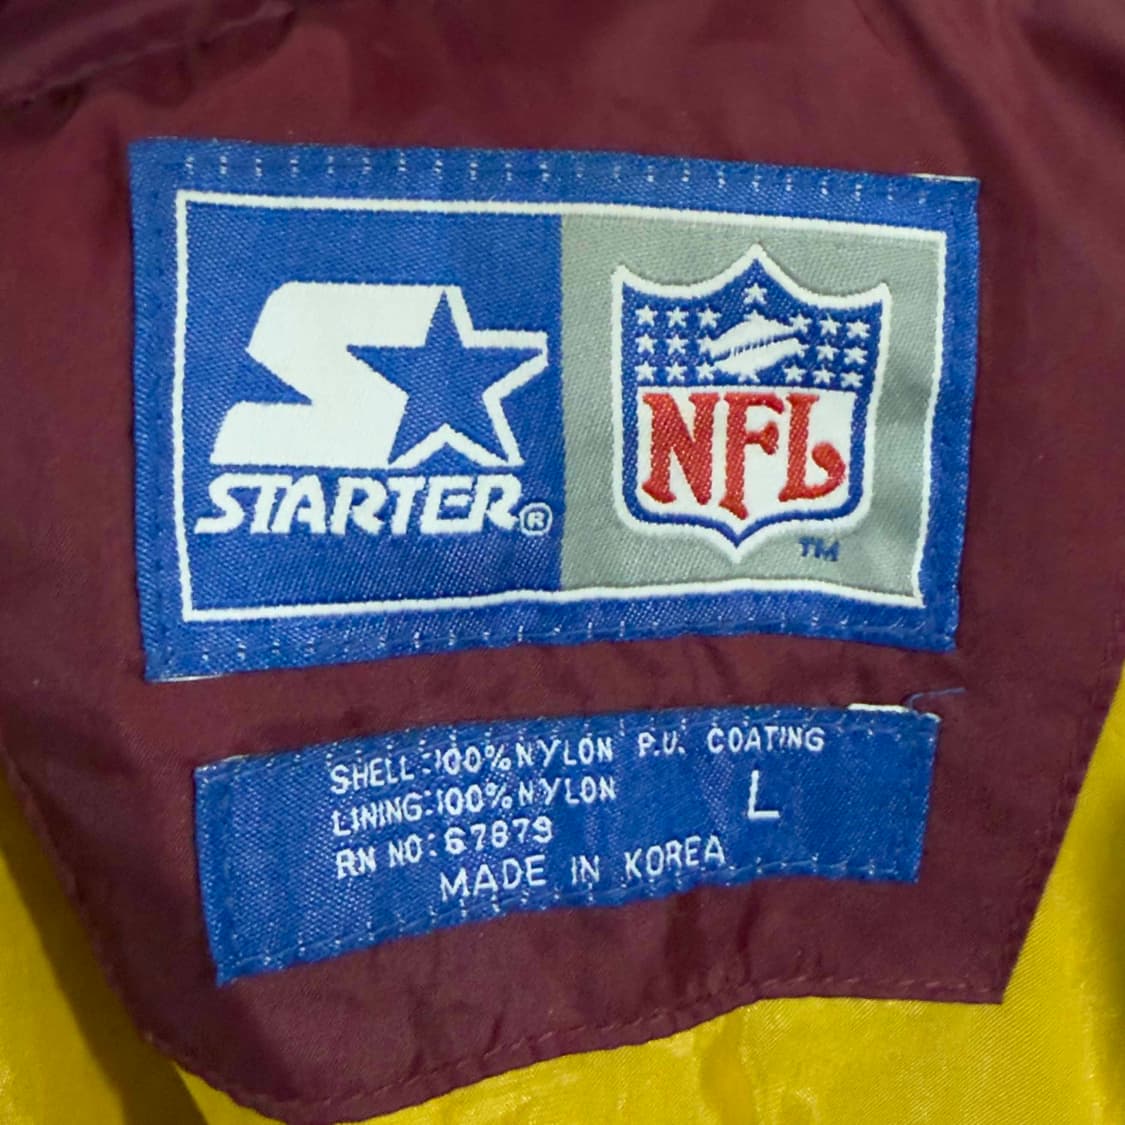 STARTER®
NFL
TM
SHELL:100%NYLON P.U. COATING
LINING:100%NYLON L
RN NO:67879
MADE IN KOREA